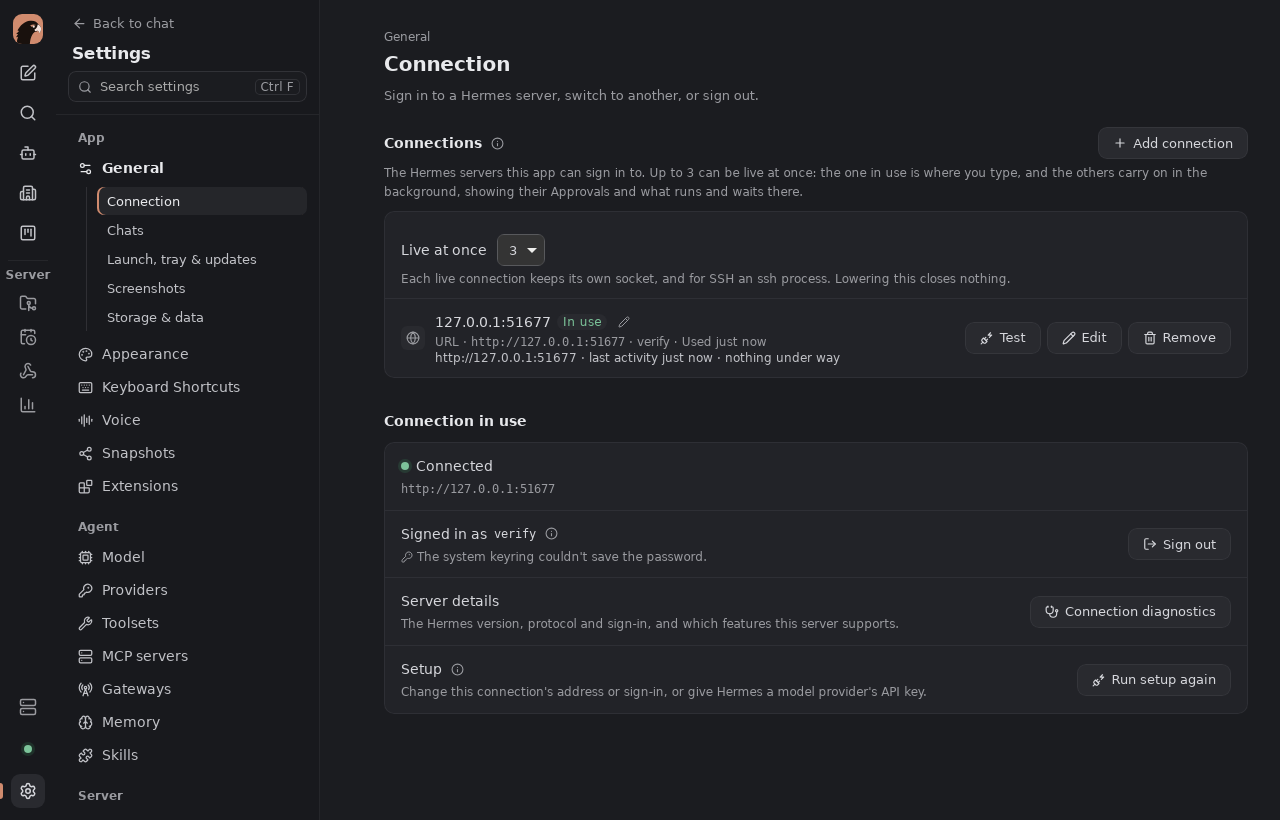 Back to chat
Settings
Search settings
Ctrl F
App
General
Connection
Chats
Launch, tray & updates
Screenshots
Storage & data
Appearance
Keyboard Shortcuts
Voice
Snapshots
Extensions
Agent
Model
Providers
Toolsets
MCP servers
Gateways
Memory
Skills
Server
Server
General
Connection
Sign in to a Hermes server, switch to another, or sign out.
Connections
Add connection
The Hermes servers this app can sign in to. Up to 3 can be live at once: the one in use is where you type, and the others carry on in the
background, showing their Approvals and what runs and waits there.
Live at once 3
Each live connection keeps its own socket, and for SSH an ssh process. Lowering this closes nothing.
127.0.0.1:51677 In use
URL · http://127.0.0.1:51677 · verify · Used just now
http://127.0.0.1:51677 · last activity just now · nothing under way
Test
Edit
Remove
Connection in use
Connected
http://127.0.0.1:51677
Signed in as verify
The system keyring couldn't save the password.
Sign out
Server details
The Hermes version, protocol and sign-in, and which features this server supports.
Connection diagnostics
Setup
Change this connection's address or sign-in, or give Hermes a model provider's API key.
Run setup again